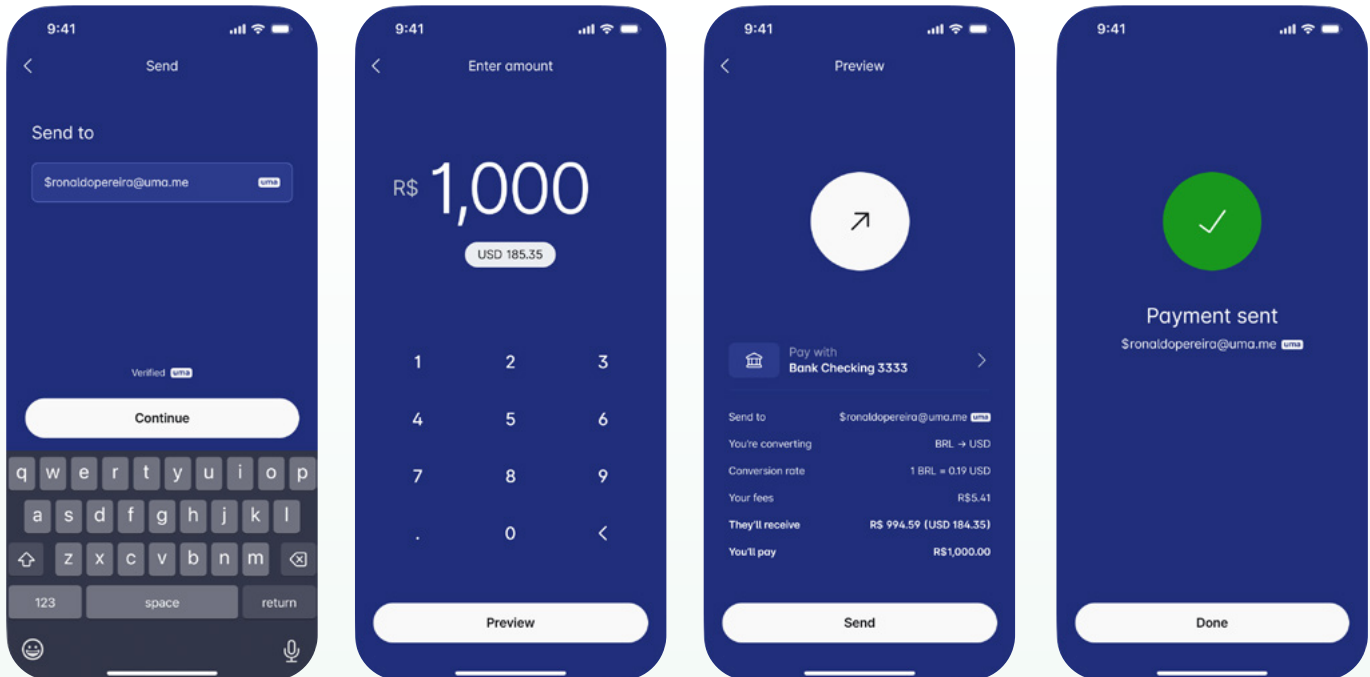 9:41
Send
Send to
$ronaldopereira@uma.me uma
Verified uma
Continue
q w e r t y u i o p
a s d f g h j k l
z x c v b n m
123 space return
9:41
Enter amount
R$ 1,000
USD 185.35
1 2 3
4 5 6
7 8 9
. 0 <
Preview
9:41
Preview
Pay with
Bank Checking 3333
Send to $ronaldopereira@uma.me uma
You're converting BRL → USD
Conversion rate 1 BRL = 0.19 USD
Your fees R$5.41
They'll receive R$ 994.59 (USD 184.35)
You'll pay R$1,000.00
Send
9:41
Payment sent
$ronaldopereira@uma.me uma
Done